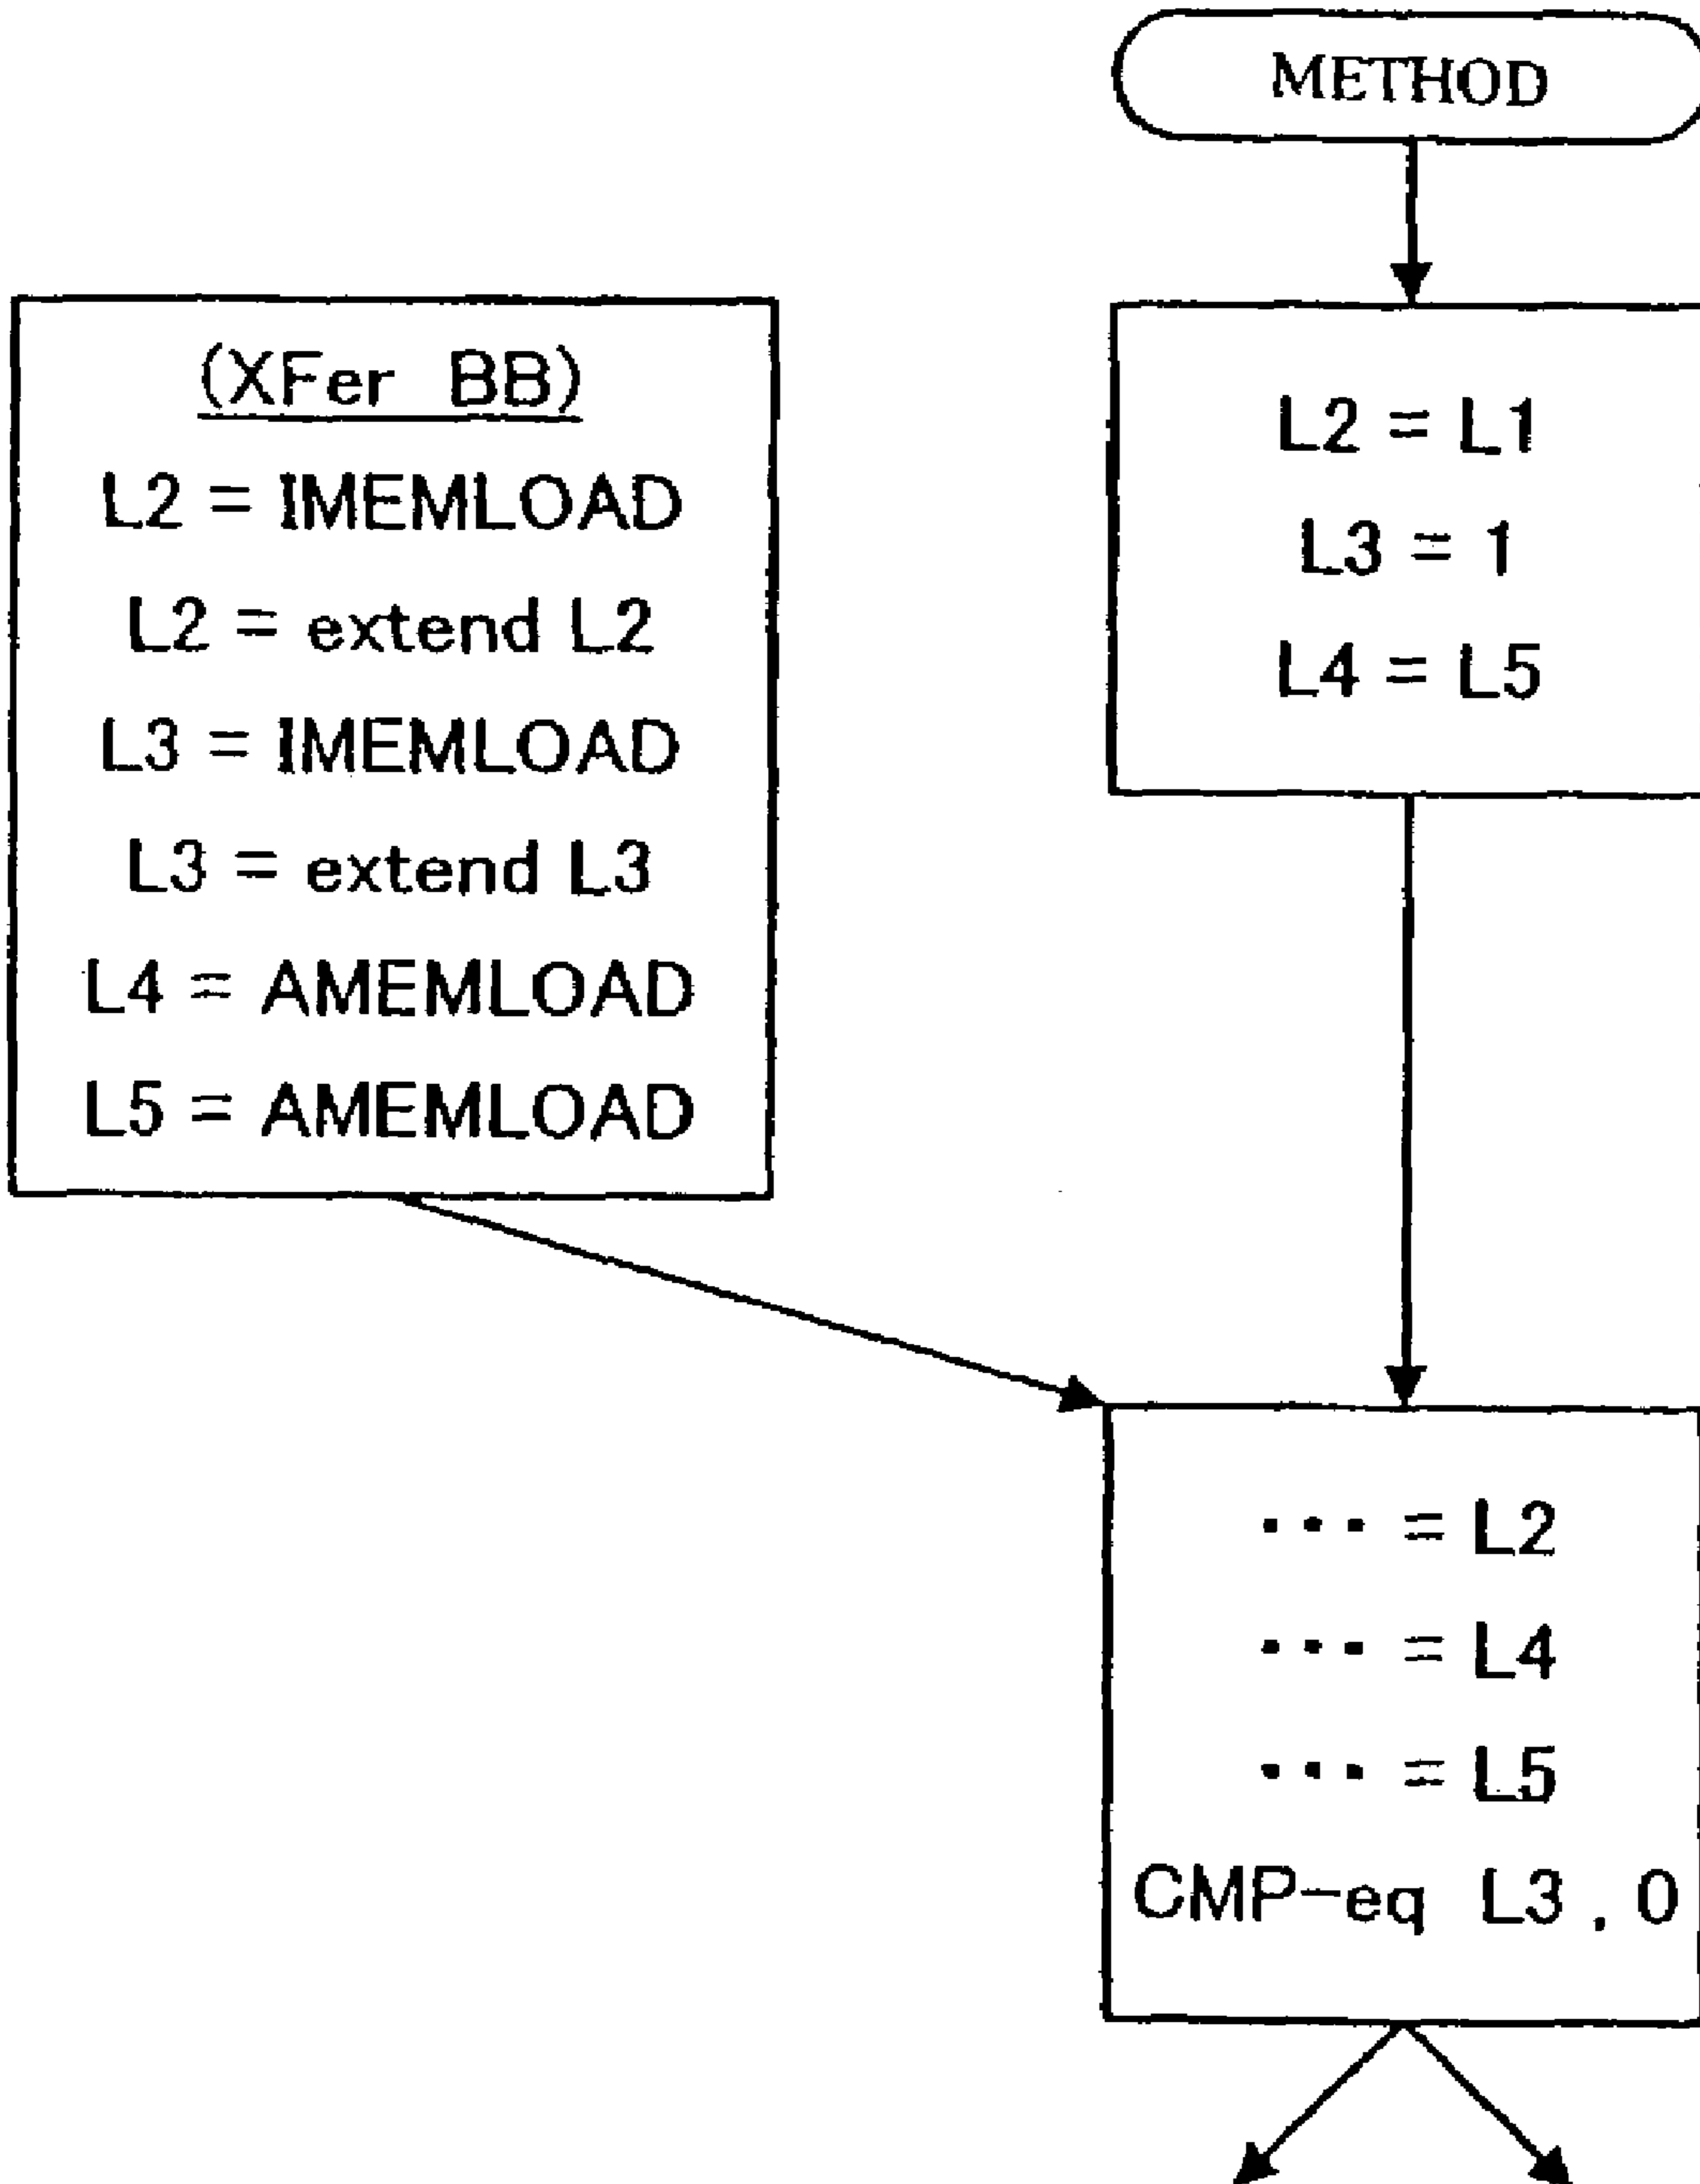 METHOD
(XFer BB)
L2 = IMEMLOAD
L2 = extend L2
L3 = IMEMLOAD
L3 = extend L3
L4 = AMEMLOAD
L5 = AMEMLOAD
L2 = L1
L3 = 1
L4 = L5
••• = L2
••• = L4
••• = L5
CMP-eq L3 , 0